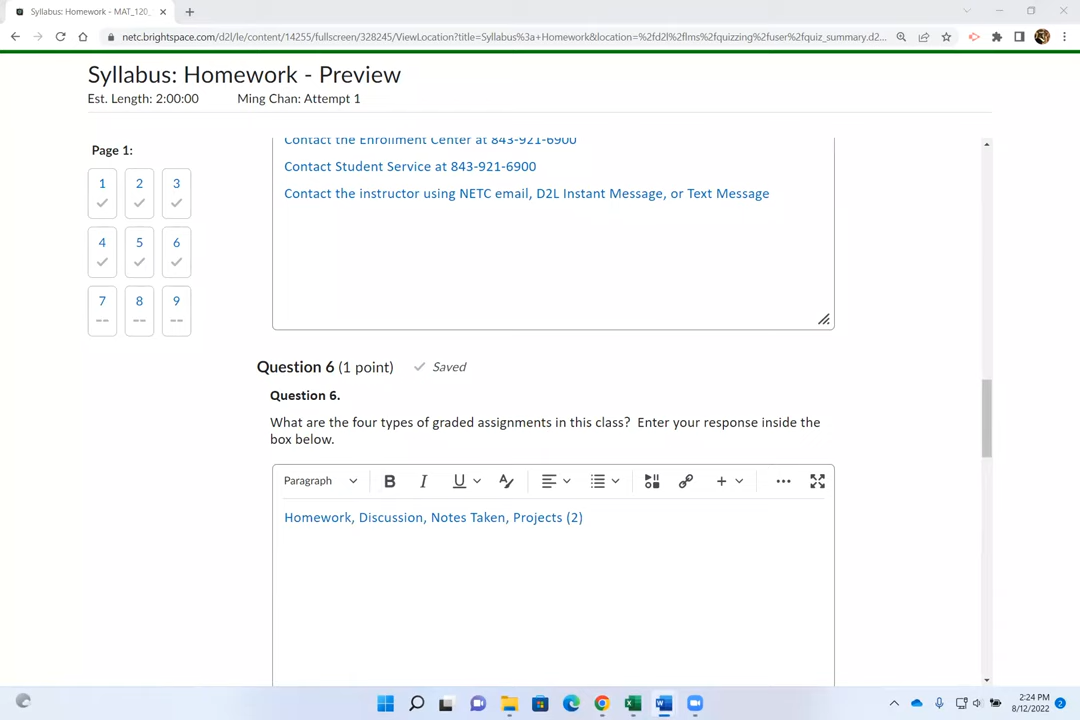 Syllabus: Homework - MAT_120_
netc.brightspace.com/d2l/le/content/14255/fullscreen/328245/ViewLocation?title=Syllabus%3a+Homework&location=%2fd2l%2flms%2fquizzing%2fuser%2fquiz_summary.d2...
Syllabus: Homework - Preview
Est. Length: 2:00:00 Ming Chan: Attempt 1
Page 1:
1 2 3
4 5 6
7 8 9
-- -- --
Contact the Enrollment Center at 843-921-6900
Contact Student Service at 843-921-6900
Contact the instructor using NETC email, D2L Instant Message, or Text Message
Question 6 (1 point) Saved
Question 6.
What are the four types of graded assignments in this class? Enter your response inside the
box below.
Paragraph B I U
Homework, Discussion, Notes Taken, Projects (2)
2:24 PM
8/12/2022 2